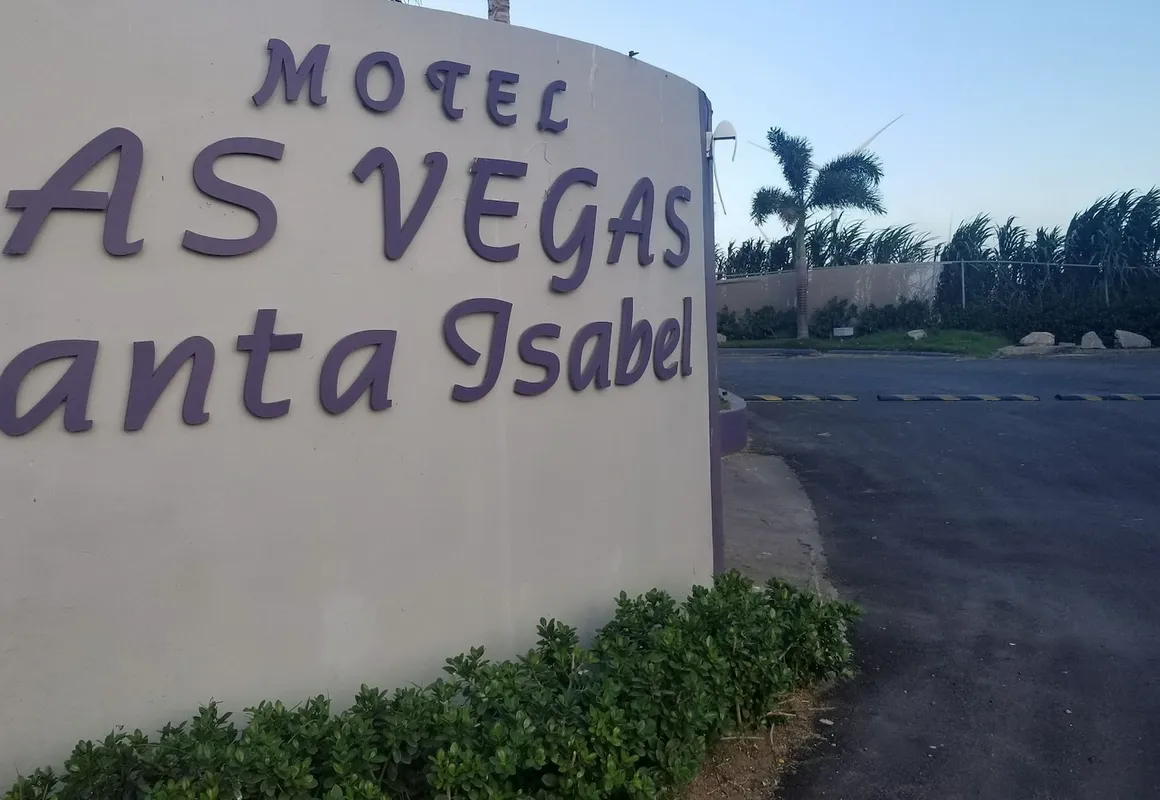 MOTEL
AS VEGAS
anta Isabel